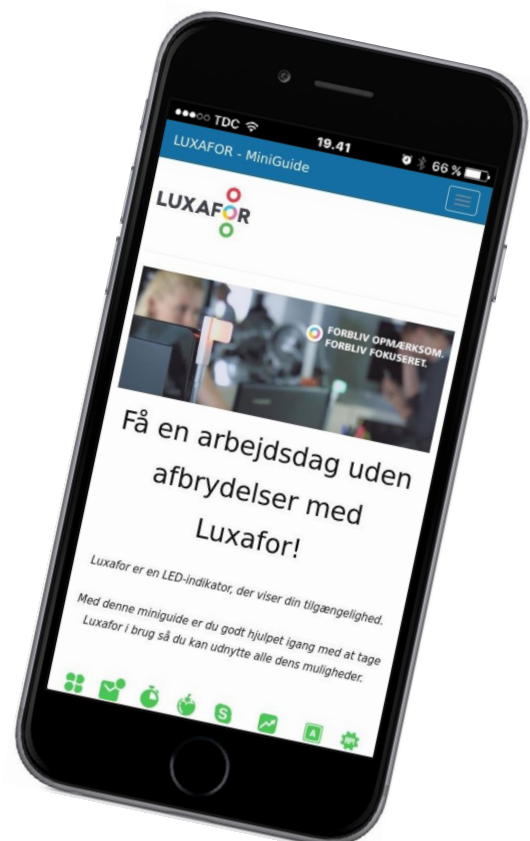 TDC 19.41 66 %
LUXAFOR - MiniGuide
LUXAFOR
FORBLIV OPMÆRKSOM.
FORBLIV FOKUSERET.
Få en arbejdsdag uden
afbrydelser med
Luxafor!
Luxafor er en LED-indikator, der viser din tilgængelighed.
Med denne miniguide er du godt hjulpet igang med at tage
Luxafor i brug så du kan udnytte alle dens muligheder.
S A